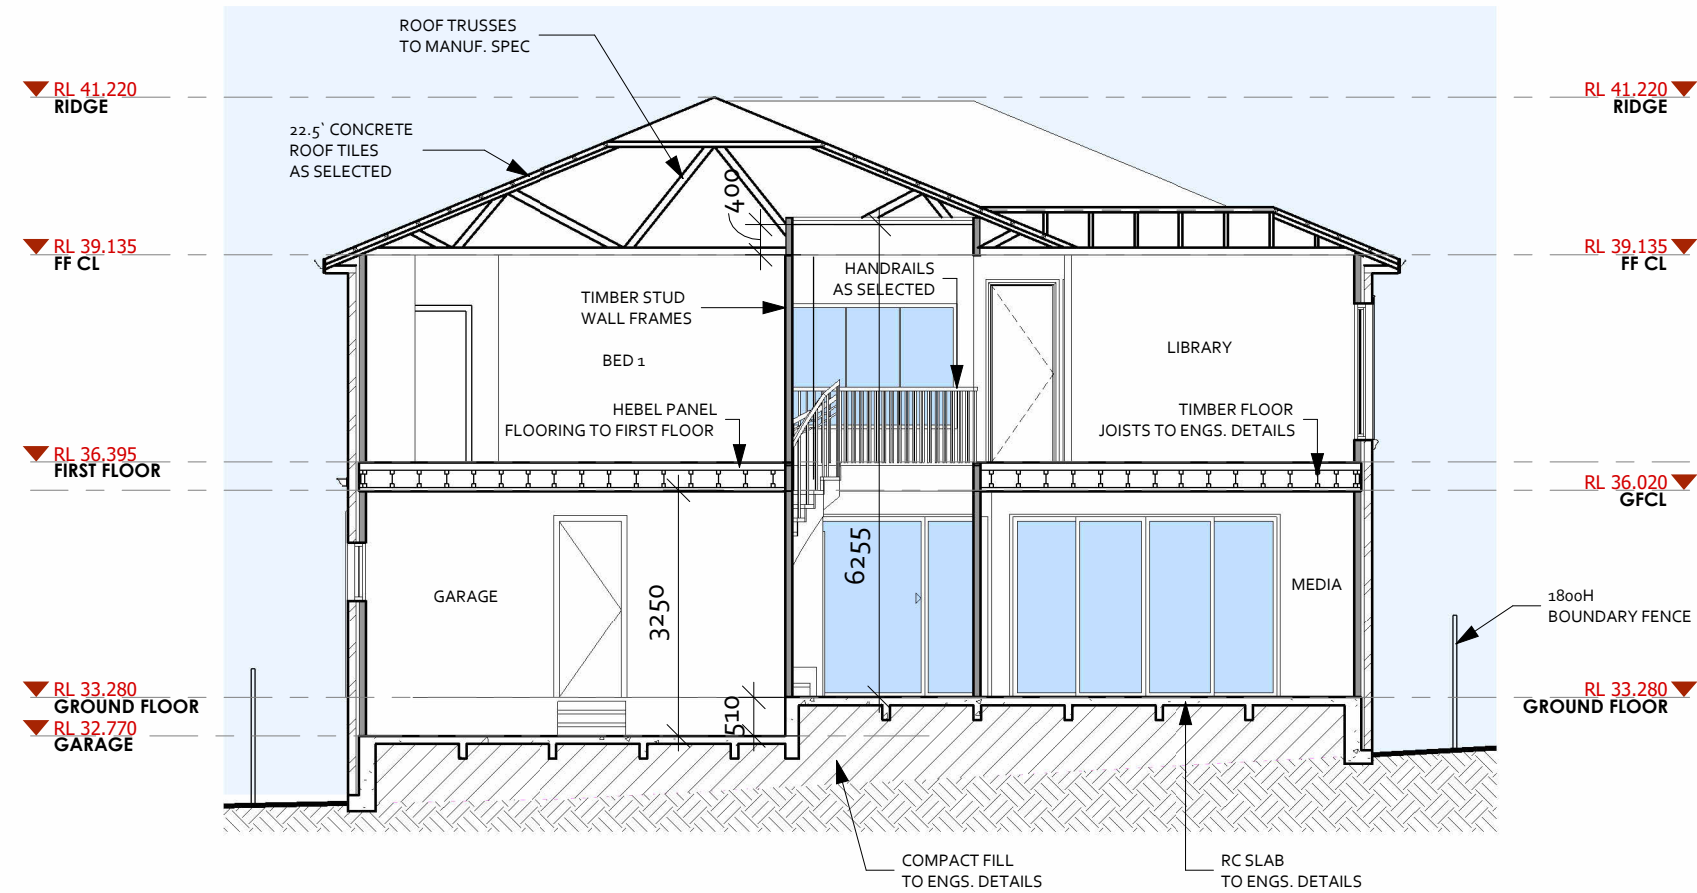 ROOF TRUSSES
TO MANUF. SPEC
RL 41.220
RIDGE
RL 41.220
RIDGE
22.5` CONCRETE
ROOF TILES
AS SELECTED
400
RL 39.135
FF CL
RL 39.135
FF CL
HANDRAILS
AS SELECTED
TIMBER STUD
WALL FRAMES
BED 1
LIBRARY
HEBEL PANEL
FLOORING TO FIRST FLOOR
TIMBER FLOOR
JOISTS TO ENGS. DETAILS
RL 36.395
FIRST FLOOR
RL 36.020
GFCL
6255
3250
GARAGE
MEDIA
1800H
BOUNDARY FENCE
RL 33.280
GROUND FLOOR
RL 33.280
GROUND FLOOR
510
RL 32.770
GARAGE
COMPACT FILL
TO ENGS. DETAILS
RC SLAB
TO ENGS. DETAILS